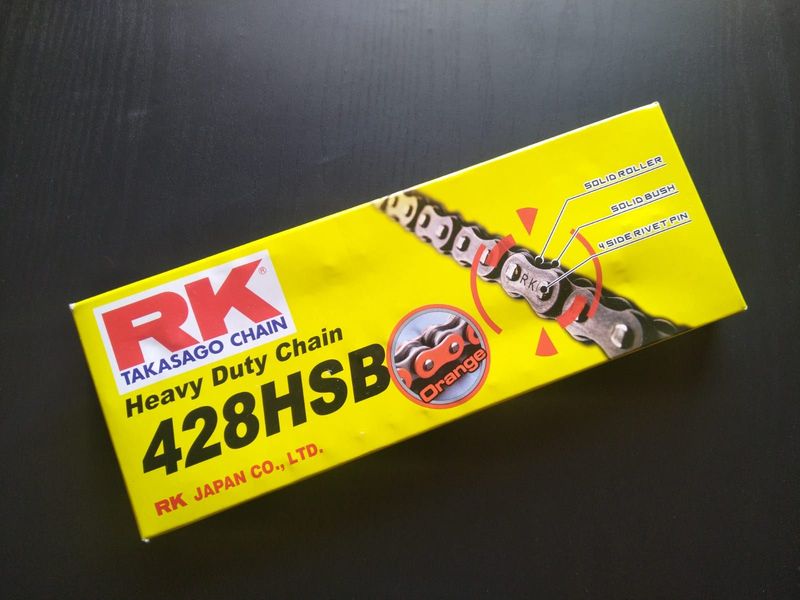 RK®
TAKASAGO CHAIN
Heavy Duty Chain
428HSB
RK JAPAN CO., LTD.
Orange
SOLID ROLLER
SOLID BUSH
4 SIDE RIVET PIN
RK